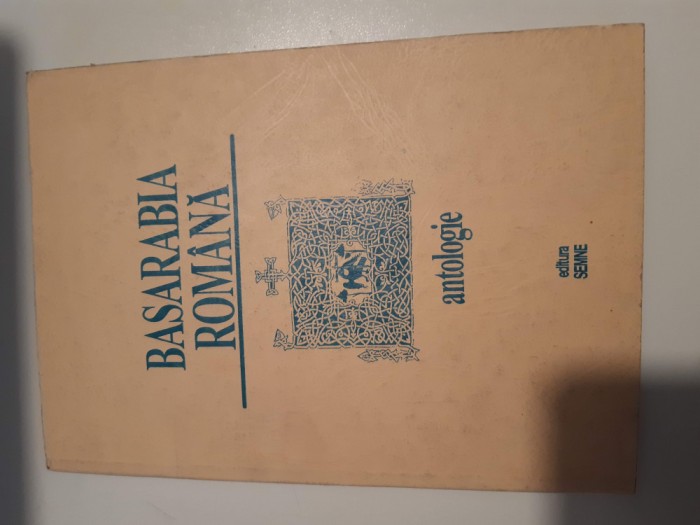 BASARABIA
ROMÂNĂ
antologie
editura
SEMNE